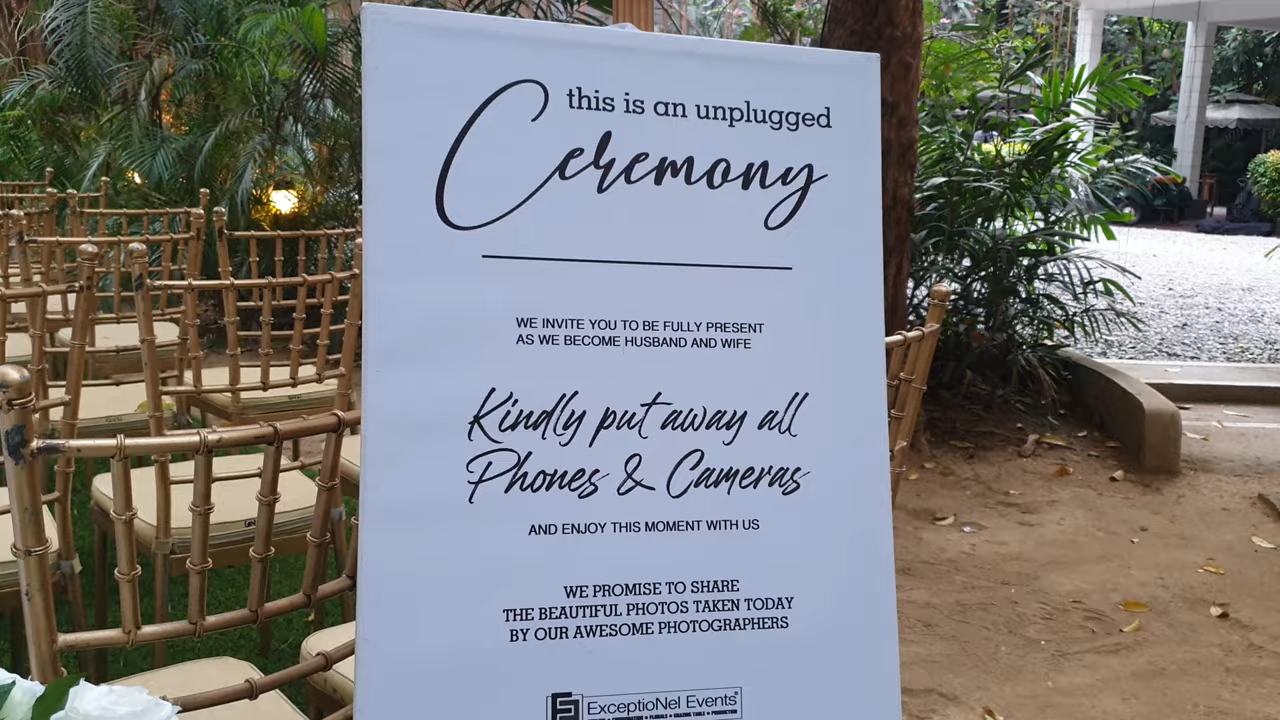 this is an unplugged
Ceremony
WE INVITE YOU TO BE FULLY PRESENT
AS WE BECOME HUSBAND AND WIFE
Kindly put away all
Phones & Cameras
AND ENJOY THIS MOMENT WITH US
WE PROMISE TO SHARE
THE BEAUTIFUL PHOTOS TAKEN TODAY
BY OUR AWESOME PHOTOGRAPHERS
ExceptioNel Events